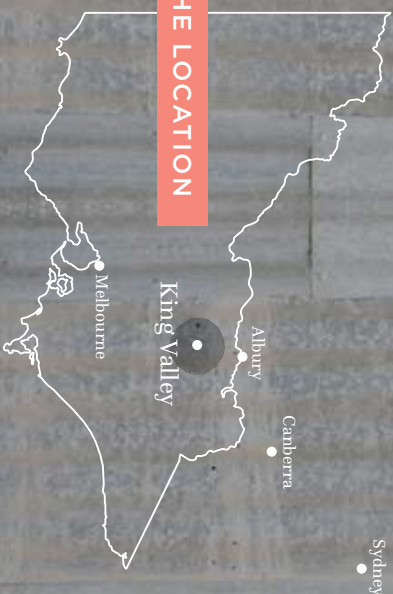 HE LOCATION
Sydney
Canberra
Albury
King Valley
Melbourne